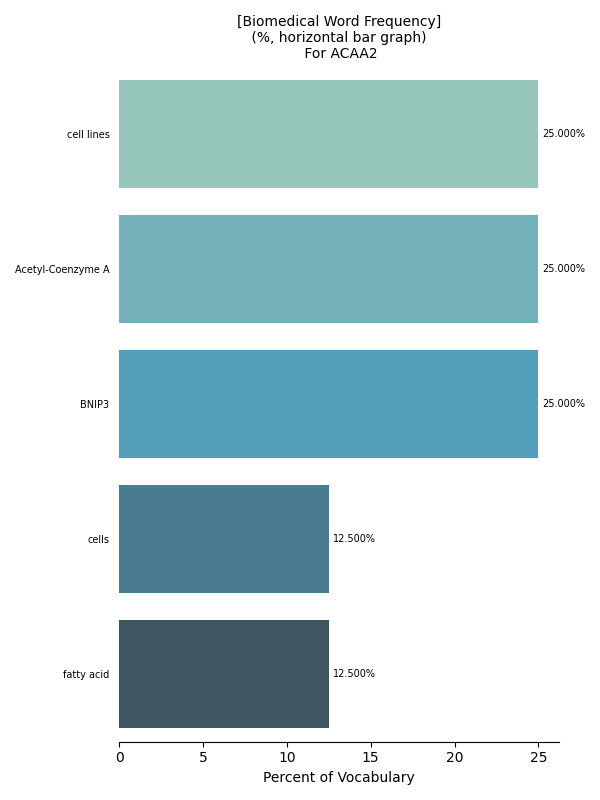 [Biomedical Word Frequency]
(%, horizontal bar graph)
For ACAA2
cell lines
25.000%
Acetyl-Coenzyme A
25.000%
BNIP3
25.000%
cells
12.500%
fatty acid
12.500%
0 5 10 15 20 25
Percent of Vocabulary